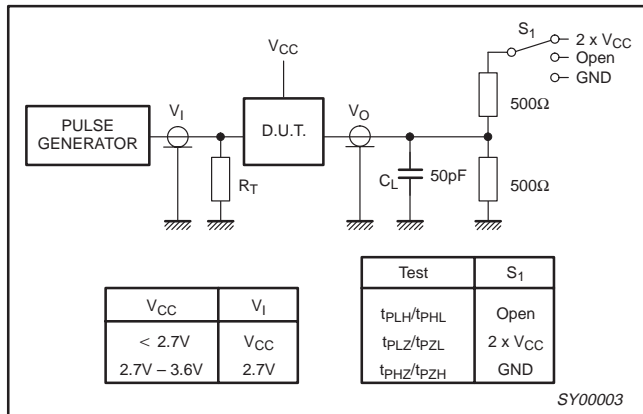 S1
2 x VCC
Open
GND
VCC
500Ω
PULSE
GENERATOR
VI
D.U.T.
VO
RT
CL
50pF
500Ω
VCC VI
< 2.7V VCC
2.7V – 3.6V 2.7V
Test S1
tPLH/tPHL Open
tPLZ/tPZL 2 x VCC
tPHZ/tPZH GND
SY00003